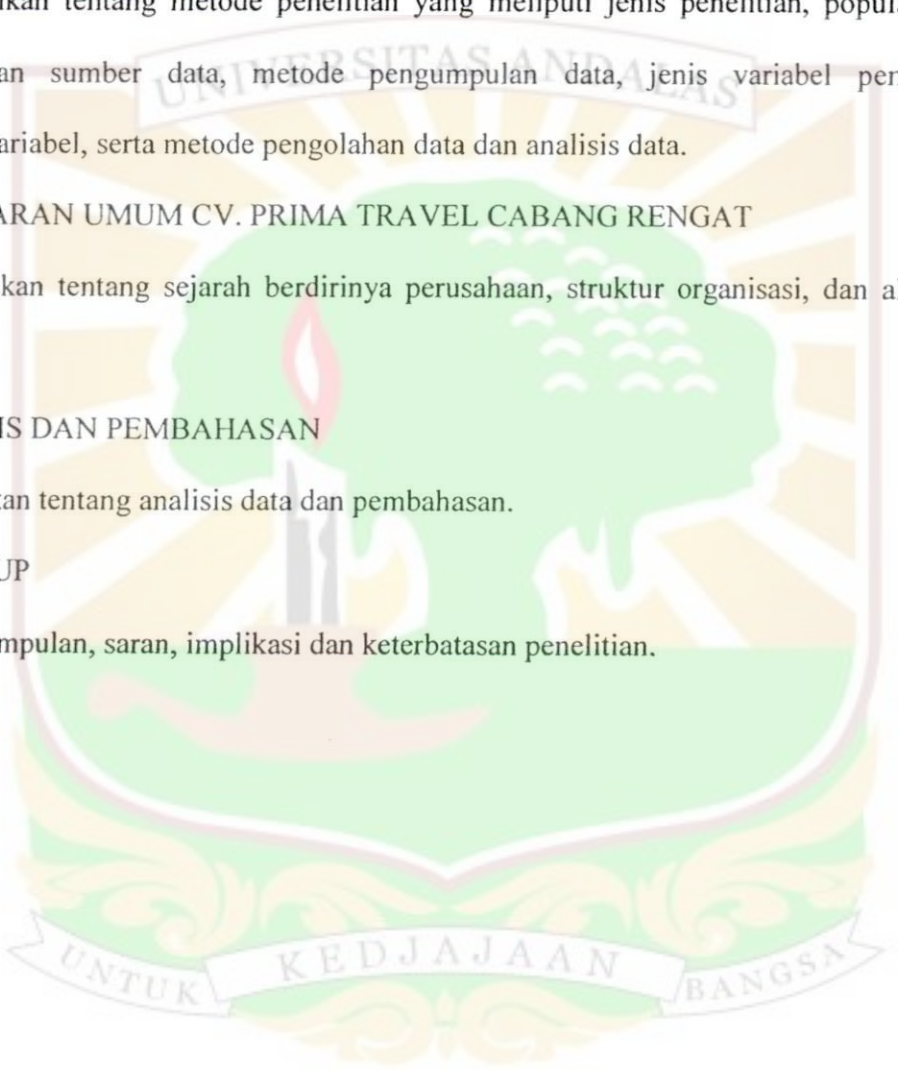 kan tentang metode penelitian yang meliputi jenis penelitian, popul
UNIVERSITAS ANDALAS
an sumber data, metode pengumpulan data, jenis variabel pen
ariabel, serta metode pengolahan data dan analisis data.
ARAN UMUM CV. PRIMA TRAVEL CABANG RENGAT
kan tentang sejarah berdirinya perusahaan, struktur organisasi, dan a
IS DAN PEMBAHASAN
an tentang analisis data dan pembahasan.
UP
mpulan, saran, implikasi dan keterbatasan penelitian.
UNTUK KEDJAJAAN BANGSA